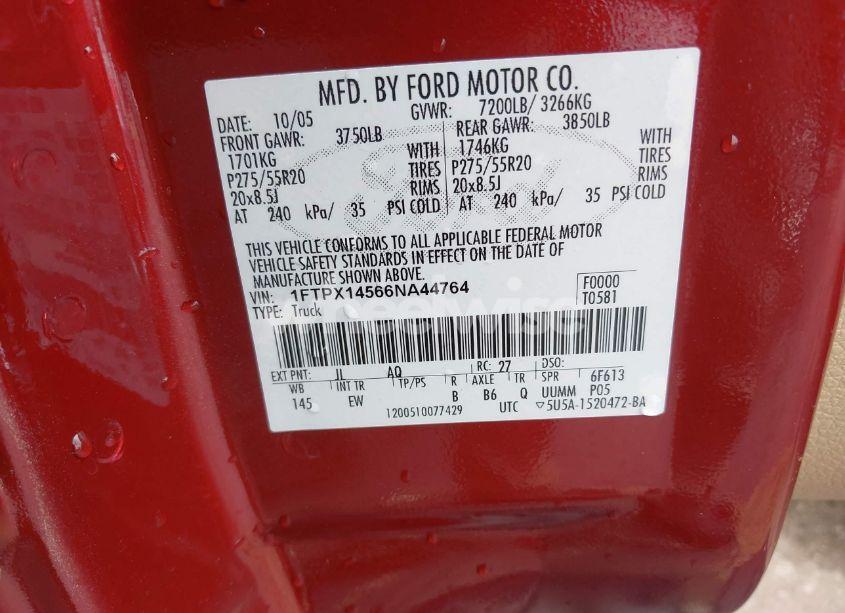 MFD. BY FORD MOTOR CO.
DATE: 10/05 GVWR: 7200LB/ 3266KG
FRONT GAWR: 3750LB REAR GAWR: 3850LB
1701KG WITH 1746KG WITH
P275/55R20 TIRES P275/55R20 TIRES
20x8.5J RIMS 20x8.5J RIMS
AT 240 kPa/ 35 PSI COLD AT 240 kPa/ 35 PSI COLD
THIS VEHICLE CONFORMS TO ALL APPLICABLE FEDERAL MOTOR
VEHICLE SAFETY STANDARDS IN EFFECT ON THE DATE OF
MANUFACTURE SHOWN ABOVE.
VIN: 1FTPX14566NA44764 F0000
TYPE: Truck T0581
EXT PNT: JL AQ RC: 27 DSO:
WB INT TR TP/PS R AXLE TR SPR 6F613
145 EW B B6 Q UUMM P05
1200510077429 UTC ▽5U5A-1520472-BA